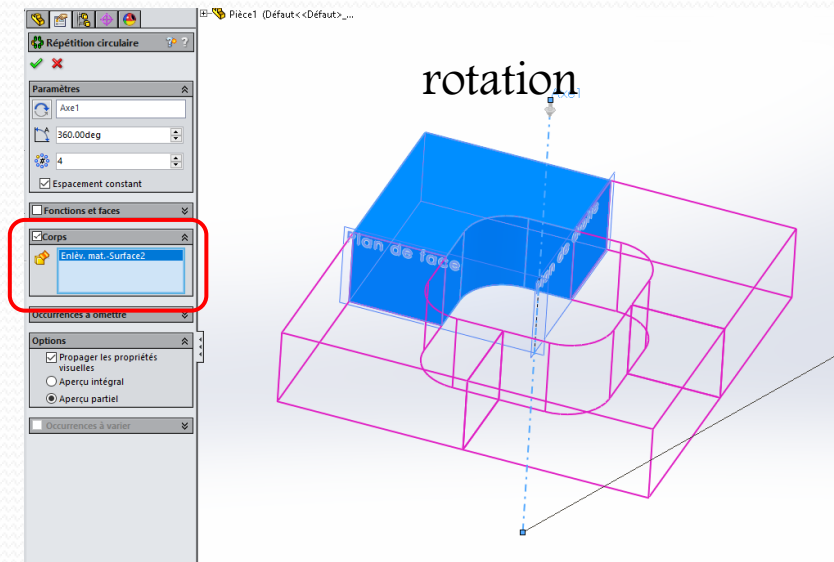 Pièce1 (Défaut<<Défaut>_...
Répétition circulaire
rotation
Axe1
Paramètres
Axe1
360.00deg
4
Espacement constant
Fonctions et faces
Corps
Enlèv. mat.-Surface2
Plan de face
Occurrences à omettre
Options
Propager les propriétés
visuelles
Aperçu intégral
Aperçu partiel
Occurrences à varier